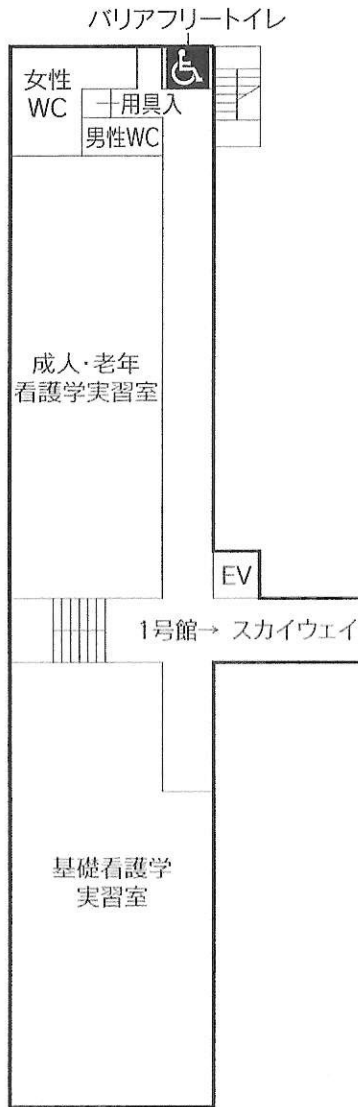 バリアフリートイレ
女性
WC
用具入
男性WC
成人・老年
看護学実習室
EV
1号館→ スカイウェイ
基礎看護学
実習室